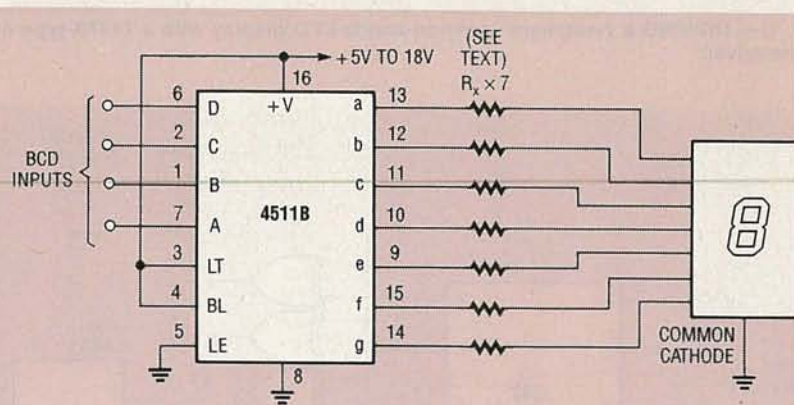 +5V TO 18V
(SEE
TEXT)
Rx × 7
16
+V
6
D
a
13
2
C
b
12
1
B
c
11
BCD
INPUTS
4511B
7
A
d
10
3
LT
e
9
4
BL
f
15
5
LE
g
14
8
8
COMMON
CATHODE